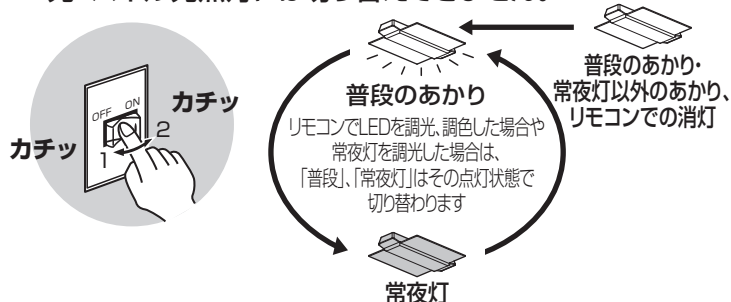 OFF ON
カチッ
2
カチッ
1
普段のあかり
リモコンでLEDを調光、調色した場合や
常夜灯を調光した場合は、
「普段」、「常夜灯」はその点灯状態で
切り替わります
常夜灯
普段のあかり・
常夜灯以外のあかり、
リモコンでの消灯